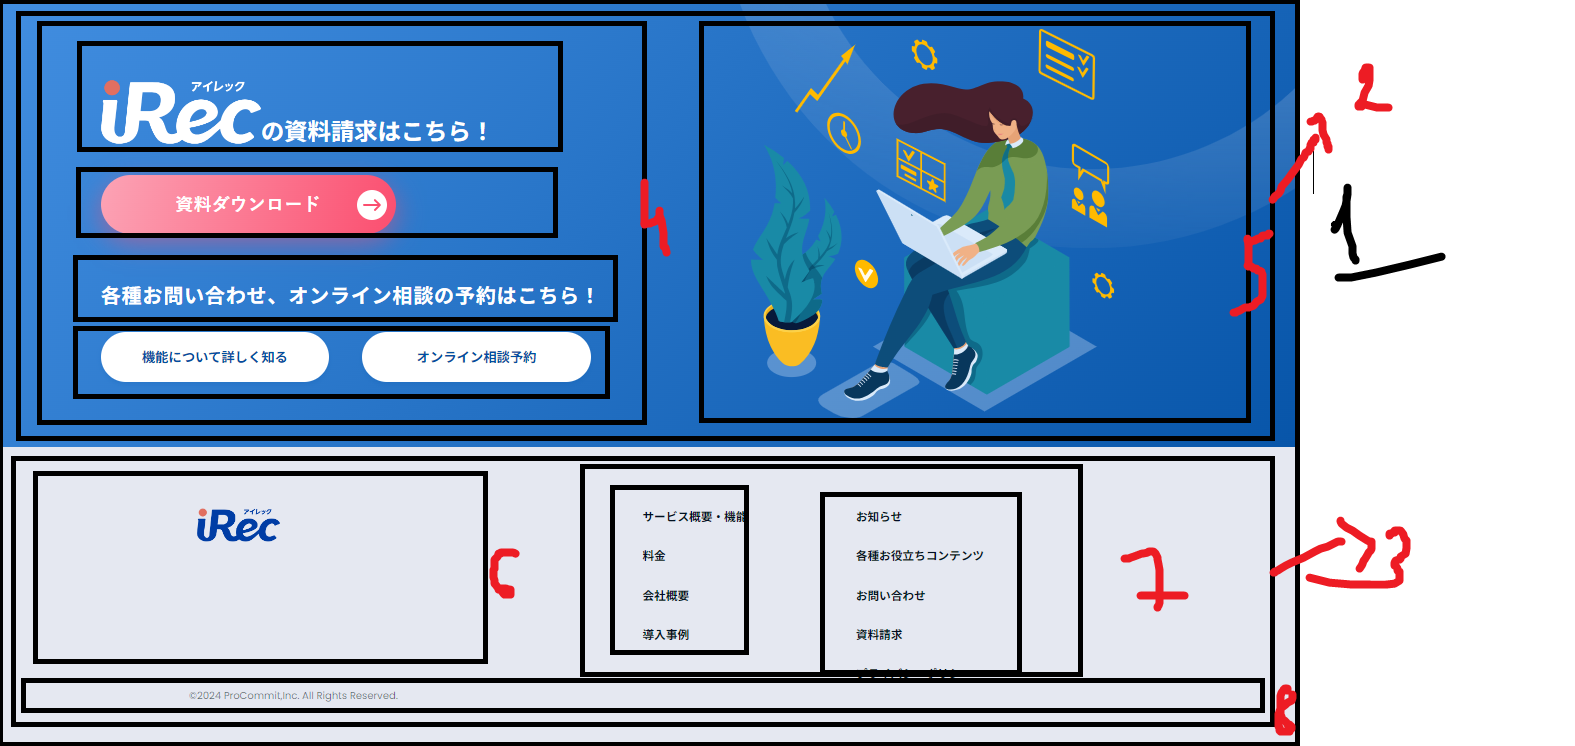 アイレック
iRec の資料請求はこちら！
資料ダウンロード
各種お問い合わせ、オンライン相談の予約はこちら！
機能について詳しく知る
オンライン相談予約
アイレック
iRec
サービス概要・機能
料金
会社概要
導入事例
お知らせ
各種お役立ちコンテンツ
お問い合わせ
資料請求
©2024 ProCommit,Inc. All Rights Reserved.
1
2
3
4
5
6
7
8